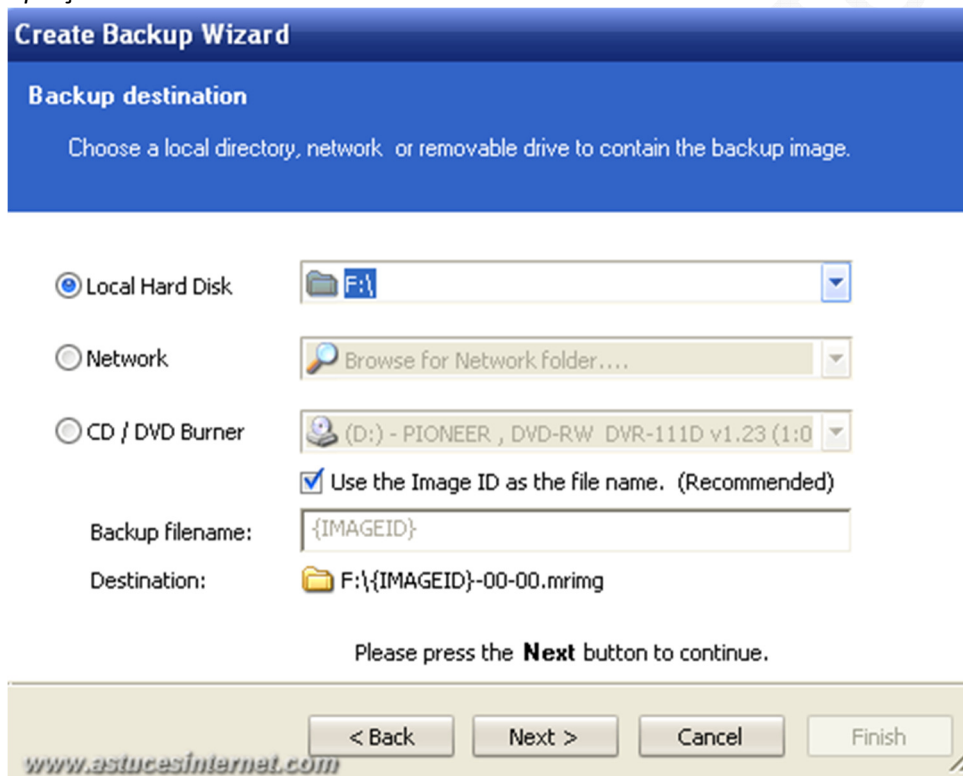 Create Backup Wizard
Backup destination
Choose a local directory, network or removable drive to contain the backup image.
Local Hard Disk
F:\
Network
Browse for Network folder....
CD / DVD Burner
(D:) - PIONEER , DVD-RW DVR-111D v1.23 (1:0
Use the Image ID as the file name. (Recommended)
Backup filename:
{IMAGEID}
Destination:
F:\{IMAGEID}-00-00.mrimg
Please press the Next button to continue.
< Back
Next >
Cancel
Finish
www.astucesinternet.com